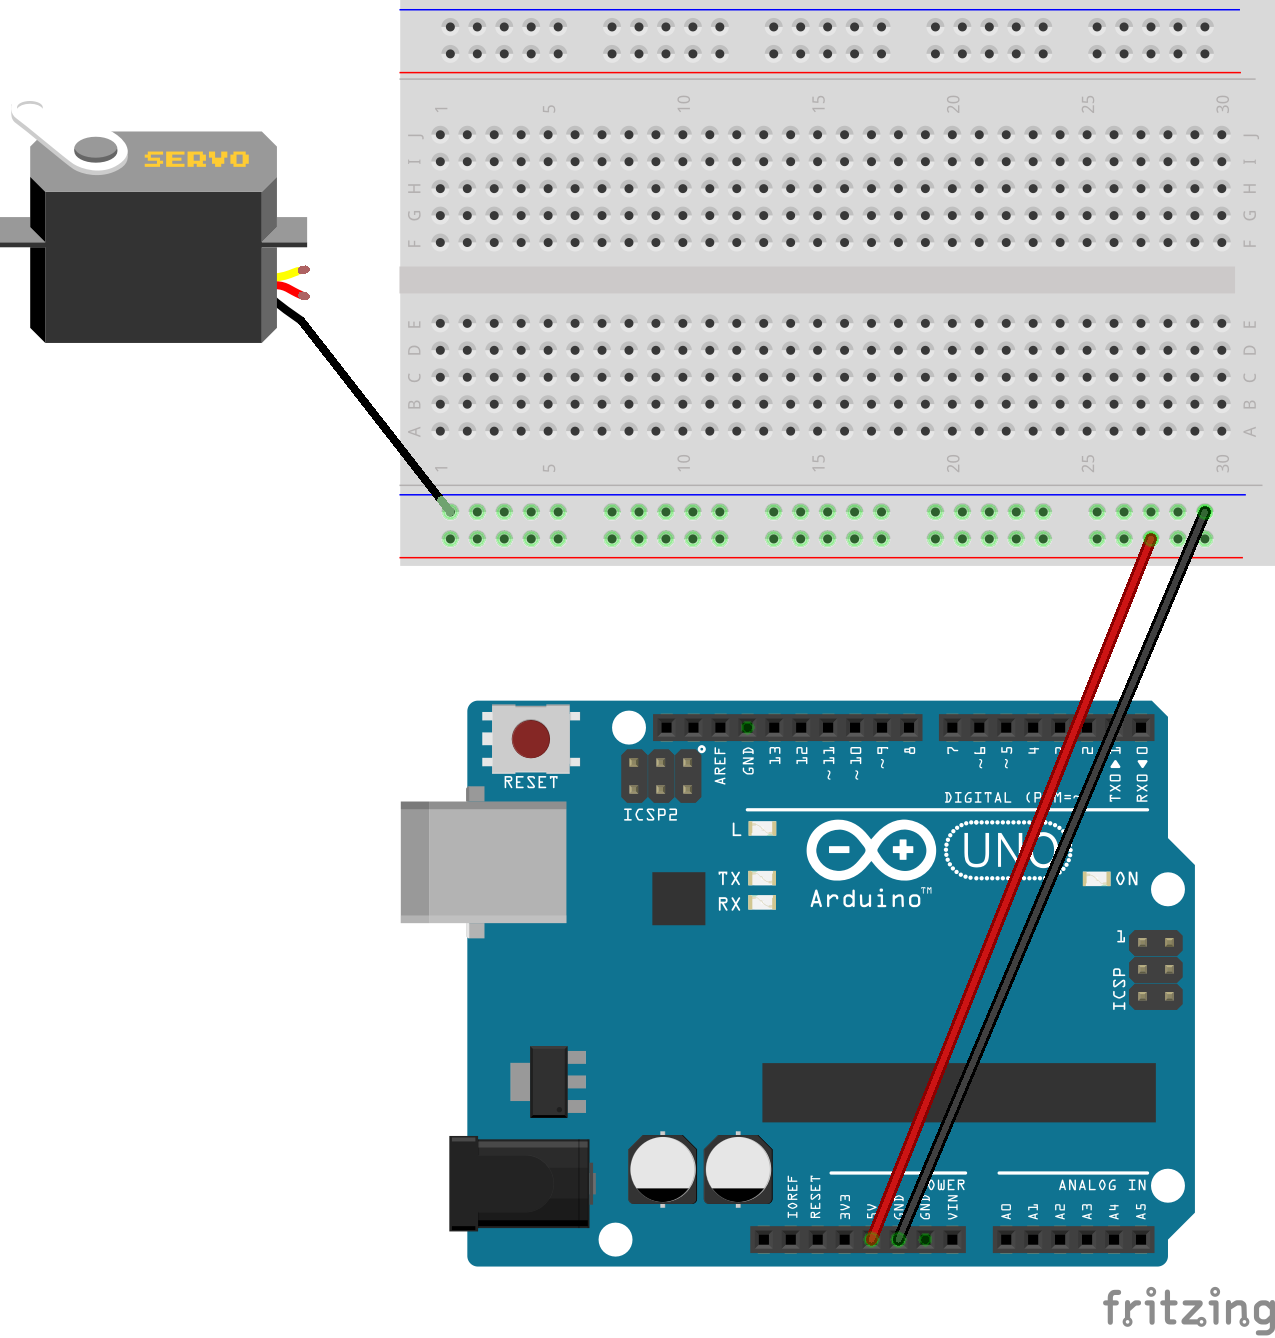 1 5 10 15 20 25 30
J J
I I
H H
G G
F F
SERVO
E E
D D
C C
B B
A A
1 5 10 15 20 25 30
RESET
AREF GND 13 12 ~11 ~10 ~9 8 7 ~6 ~5 4 3 2 TX0▶1 RX0◀0
ICSP2
DIGITAL (PWM=~
L
TX
RX
UNO
Arduino™
ON
1
ICSP
POWER
ANALOG IN
IOREF RESET 3V3 5V GND GND VIN A0 A1 A2 A3 A4 A5
fritzing